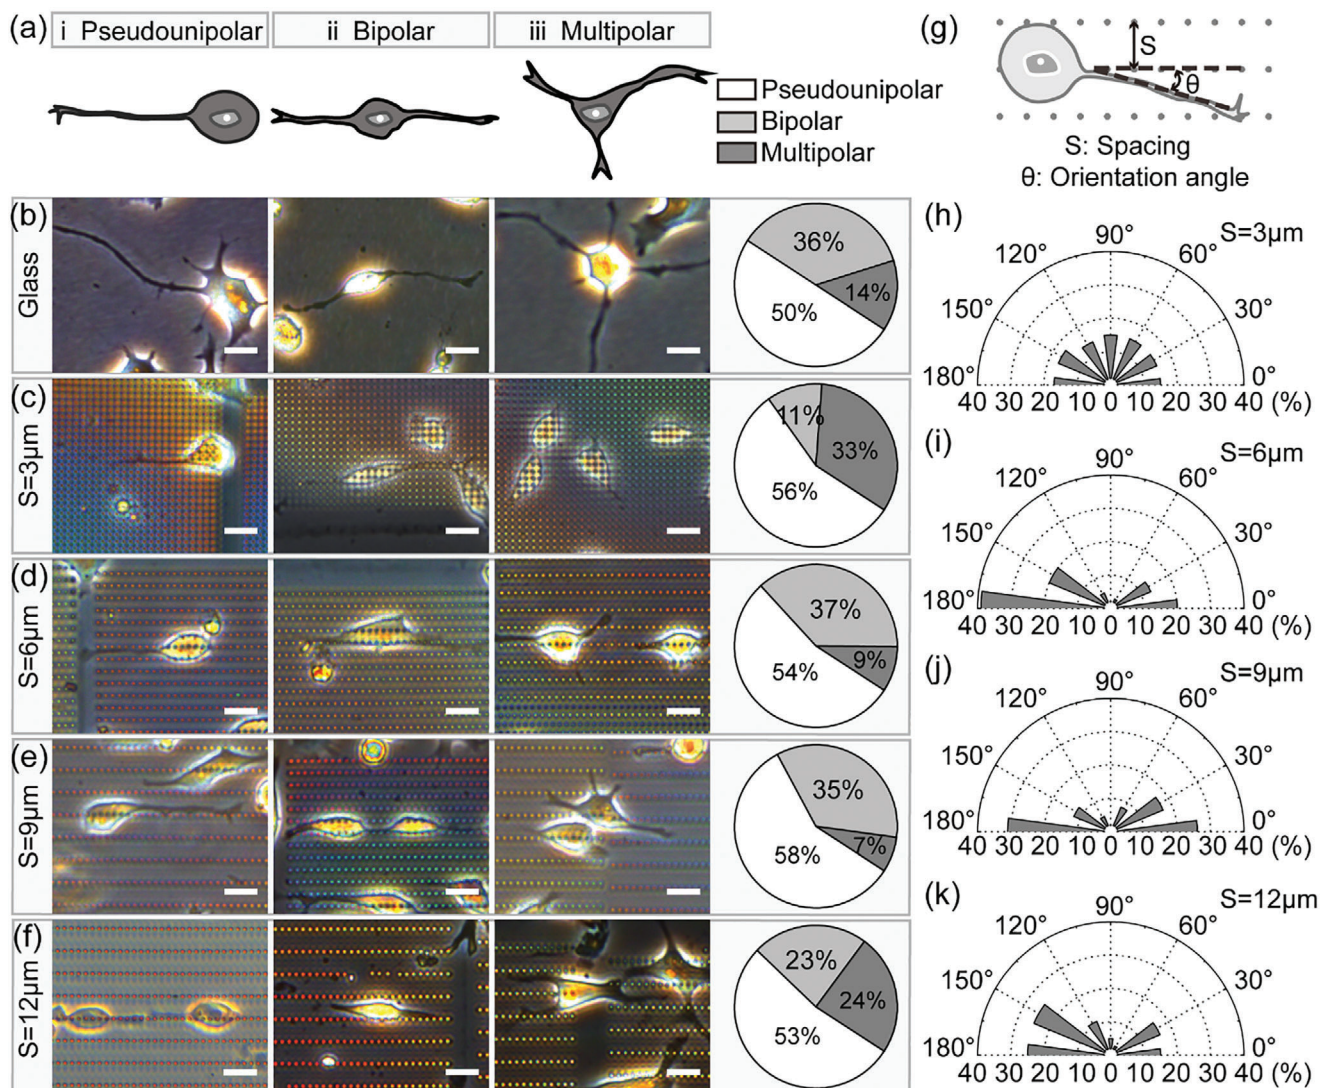 (a) i Pseudounipolar ii Bipolar iii Multipolar
Pseudounipolar
Bipolar
Multipolar
(g)
S
θ
S: Spacing
θ: Orientation angle
(b) Glass
36%
14%
50%
(c) S=3μm
11%
33%
56%
(d) S=6μm
37%
9%
54%
(e) S=9μm
35%
7%
58%
(f) S=12μm
23%
24%
53%
(h) S=3μm
90°
120° 60°
150° 30°
180° 0°
40 30 20 10 0 10 20 30 40 (%)
(i) S=6μm
90°
120° 60°
150° 30°
180° 0°
40 30 20 10 0 10 20 30 40 (%)
(j) S=9μm
90°
120° 60°
150° 30°
180° 0°
40 30 20 10 0 10 20 30 40 (%)
(k) S=12μm
90°
120° 60°
150° 30°
180° 0°
40 30 20 10 0 10 20 30 40 (%)